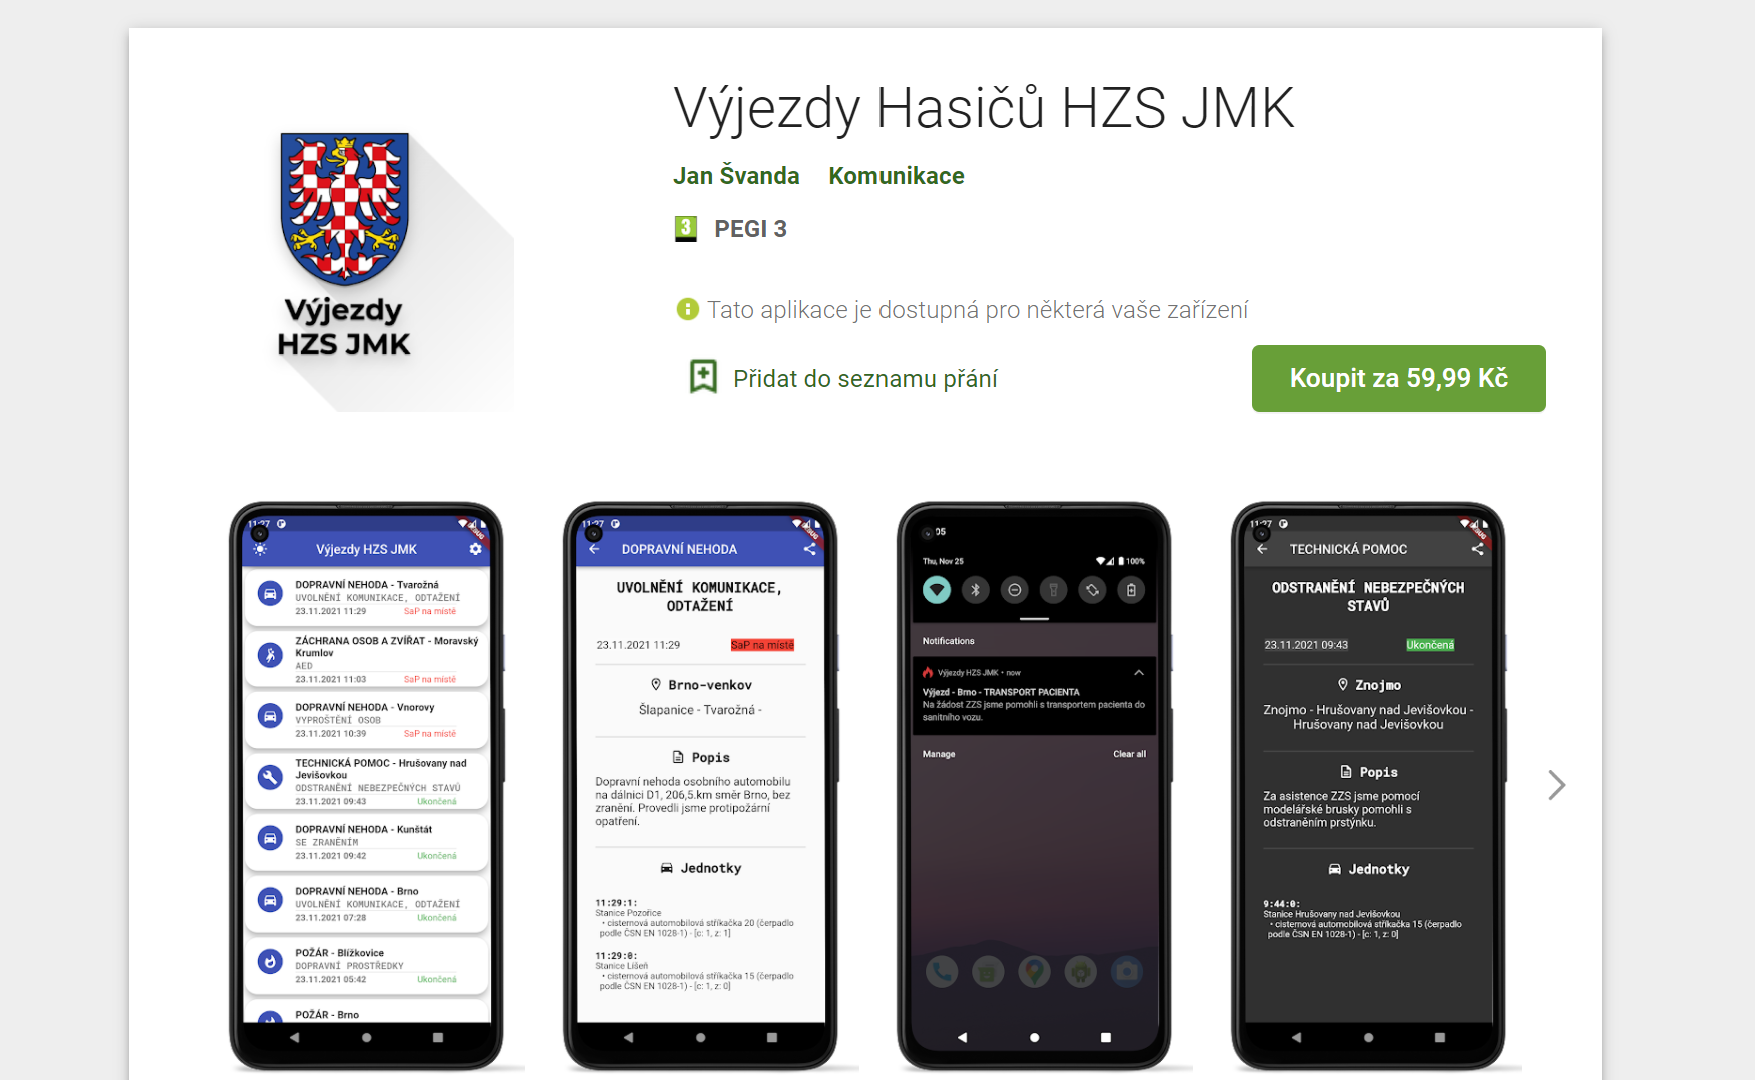 Výjezdy Hasičů HZS JMK
Jan Švanda Komunikace
3 PEGI 3
Tato aplikace je dostupná pro některá vaše zařízení
Přidat do seznamu přání
Koupit za 59,99 Kč
Výjezdy
HZS JMK
11:27
Výjezdy HZS JMK
DOPRAVNÍ NEHODA - Tvarožná
UVOLNĚNÍ KOMUNIKACE, ODTAŽENÍ
23.11.2021 11:29 SaP na místě
ZÁCHRANA OSOB A ZVÍŘAT - Moravský
Krumlov
AED
23.11.2021 11:03 SaP na místě
DOPRAVNÍ NEHODA - Vnorovy
VYPROŠTĚNÍ OSOB
23.11.2021 10:39 SaP na místě
TECHNICKÁ POMOC - Hrušovany nad
Jevišovkou
ODSTRANĚNÍ NEBEZPEČNÝCH STAVŮ
23.11.2021 09:43 Ukončená
DOPRAVNÍ NEHODA - Kunštát
SE ZRANĚNÍM
23.11.2021 09:42 Ukončená
DOPRAVNÍ NEHODA - Brno
UVOLNĚNÍ KOMUNIKACE, ODTAŽENÍ
23.11.2021 07:28 Ukončená
POŽÁR - Blížkovice
DOPRAVNÍ PROSTŘEDKY
23.11.2021 05:42 Ukončená
POŽÁR - Brno
11:27
DOPRAVNÍ NEHODA
UVOLNĚNÍ KOMUNIKACE,
ODTAŽENÍ
23.11.2021 11:29 SaP na místě
Brno-venkov
Šlapanice - Tvarožná -
Popis
Dopravní nehoda osobního automobilu
na dálnici D1, 206,5.km směr Brno, bez
zranění. Provedli jsme protipožární
opatření.
Jednotky
11:29:1:
Stanice Pozořice
• cisternová automobilová stříkačka 20 (čerpadlo
podle ČSN EN 1028-1) - [c: 1, z: 1]
11:29:0:
Stanice Líšeň
• cisternová automobilová stříkačka 15 (čerpadlo
podle ČSN EN 1028-1) - [c: 1, z: 0]
05
Thu, Nov 25 100%
Notifications
Výjezdy HZS JMK • now
Výjezd - Brno - TRANSPORT PACIENTA
Na žádost ZZS jsme pomohli s transportem pacienta do
sanitního vozu.
Manage Clear all
11:27
TECHNICKÁ POMOC
ODSTRANĚNÍ NEBEZPEČNÝCH
STAVŮ
23.11.2021 09:43 Ukončená
Znojmo
Znojmo - Hrušovany nad Jevišovkou -
Hrušovany nad Jevišovkou
Popis
Za asistence ZZS jsme pomocí
modelářské brusky pomohli s
odstraněním prstýnku.
Jednotky
9:44:0:
Stanice Hrušovany nad Jevišovkou
• cisternová automobilová stříkačka 15 (čerpadlo
podle ČSN EN 1028-1) - [c: 1, z: 0]